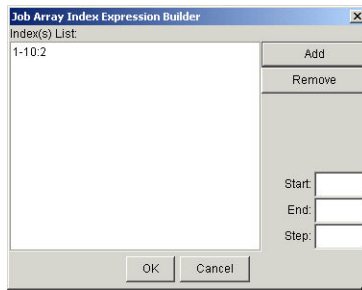 Job Array Index Expression Builder
Index(s) List:
1-10:2
Add
Remove
Start:
End:
Step:
OK
Cancel